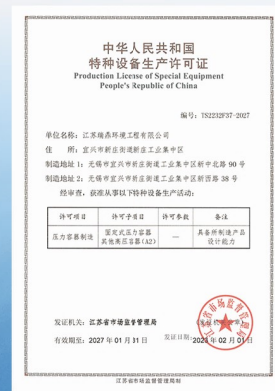 中华人民共和国
特种设备生产许可证
Production License of Special Equipment
People's Republic of China
编号：TS2232F37-2027
单位名称：江苏瑞鼎环境工程有限公司
住所：宜兴市新庄街道新庄工业集中区
制造地址1：无锡市宜兴市新庄街道工业集中区新中北路90号
制造地址2：无锡市宜兴市新庄街道工业集中区新西路38号
经审查，获准从事以下特种设备生产活动：
许可项目 许可子项目 许可参数 备注
压力容器制造 固定式压力容器 其他高压容器(A2) — 具备所制造产品设计能力
发证机关：江苏省市场监督管理局
有效期至：2027年01月31日
发证日期：2023年02月01日
江苏省市场监督管理局制